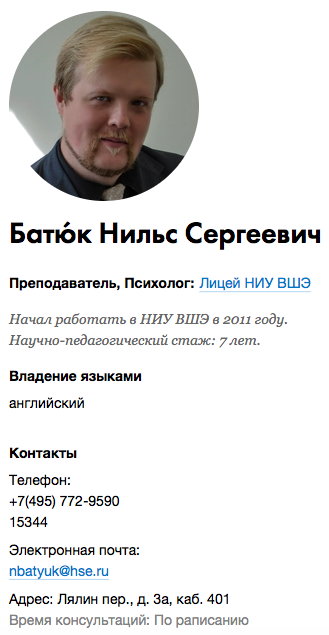 Батю́к Нильс Сергеевич
Преподаватель, Психолог: Лицей НИУ ВШЭ
Начал работать в НИУ ВШЭ в 2011 году.
Научно-педагогический стаж: 7 лет.
Владение языками
английский
Контакты
Телефон:
+7(495) 772-9590
15344
Электронная почта:
nbatyuk@hse.ru
Адрес: Лялин пер., д. 3а, каб. 401
Время консультаций: По расписанию